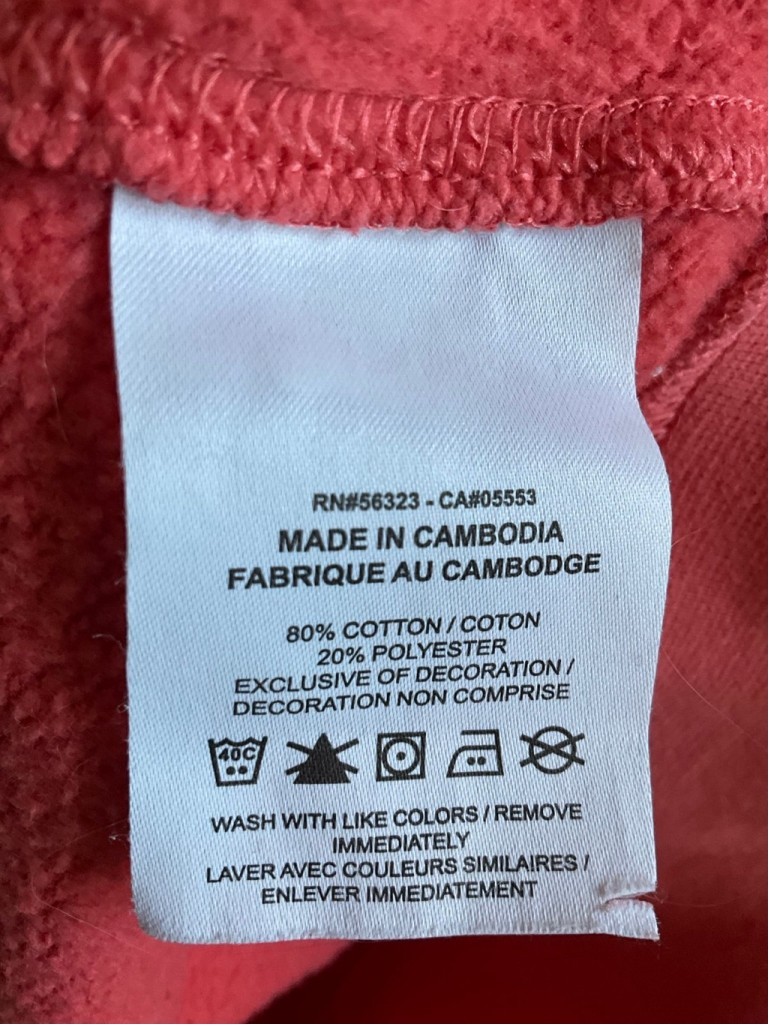 RN#56323 - CA#05553
MADE IN CAMBODIA
FABRIQUE AU CAMBODGE
80% COTTON / COTON
20% POLYESTER
EXCLUSIVE OF DECORATION /
DECORATION NON COMPRISE
40C
WASH WITH LIKE COLORS / REMOVE
IMMEDIATELY
LAVER AVEC COULEURS SIMILAIRES /
ENLEVER IMMEDIATEMENT